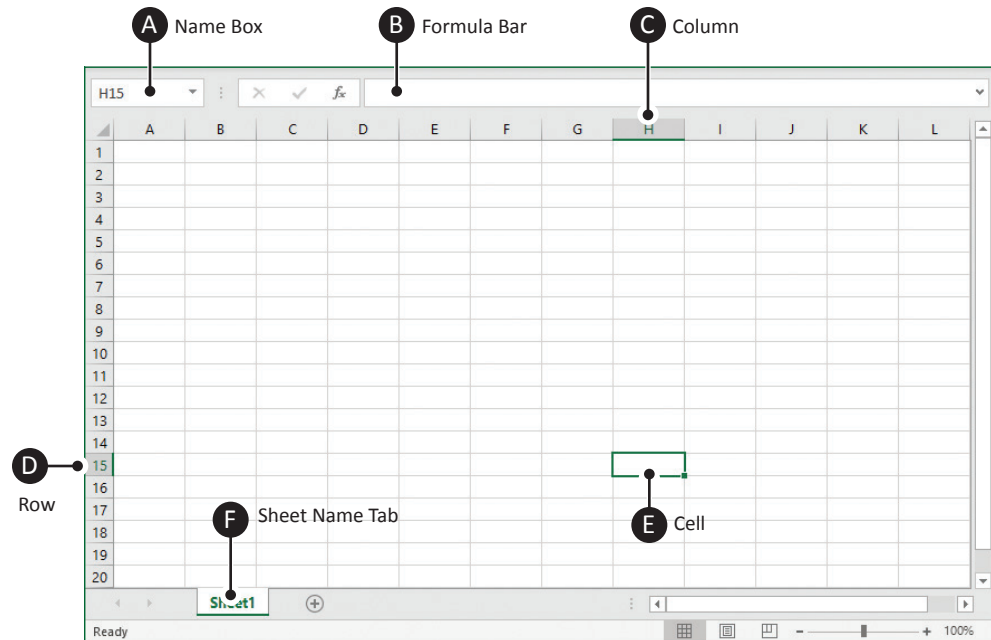 A Name Box B Formula Bar C Column
H15 fx
A B C D E F G H I J K L
1
2
3
4
5
6
7
8
9
10
11
12
13
14
D 15
16
Row 17
F Sheet Name Tab E Cell
18
19
20
Sheet1
Ready 100%